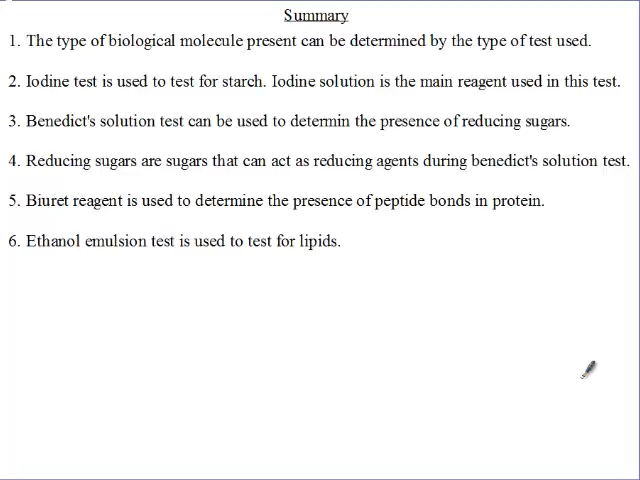 Summary
1. The type of biological molecule present can be determined by the type of test used.
2. Iodine test is used to test for starch. Iodine solution is the main reagent used in this test.
3. Benedict's solution test can be used to determin the presence of reducing sugars.
4. Reducing sugars are sugars that can act as reducing agents during benedict's solution test.
5. Biuret reagent is used to determine the presence of peptide bonds in protein.
6. Ethanol emulsion test is used to test for lipids.